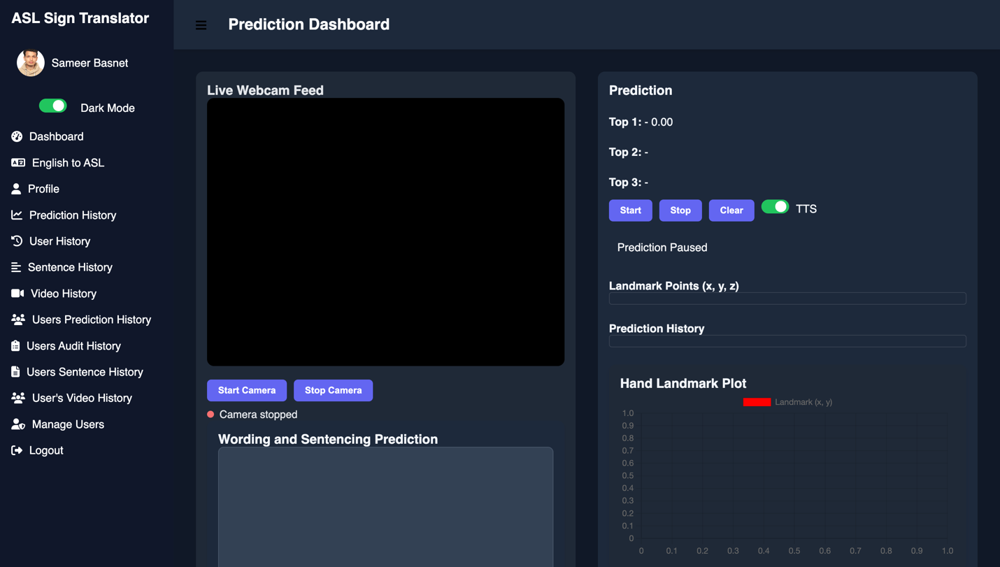 ASL Sign Translator
Sameer Basnet
Dark Mode
Dashboard
English to ASL
Profile
Prediction History
User History
Sentence History
Video History
Users Prediction History
Users Audit History
Users Sentence History
User's Video History
Manage Users
Logout
Prediction Dashboard
Live Webcam Feed
Start Camera Stop Camera
Camera stopped
Wording and Sentencing Prediction
Prediction
Top 1: - 0.00
Top 2: -
Top 3: -
Start Stop Clear TTS
Prediction Paused
Landmark Points (x, y, z)
Prediction History
Hand Landmark Plot
Landmark (x, y)
1.0
0.9
0.8
0.7
0.6
0.5
0.4
0.3
0.2
0.1
0
0 0.1 0.2 0.3 0.4 0.5 0.6 0.7 0.8 0.9 1.0